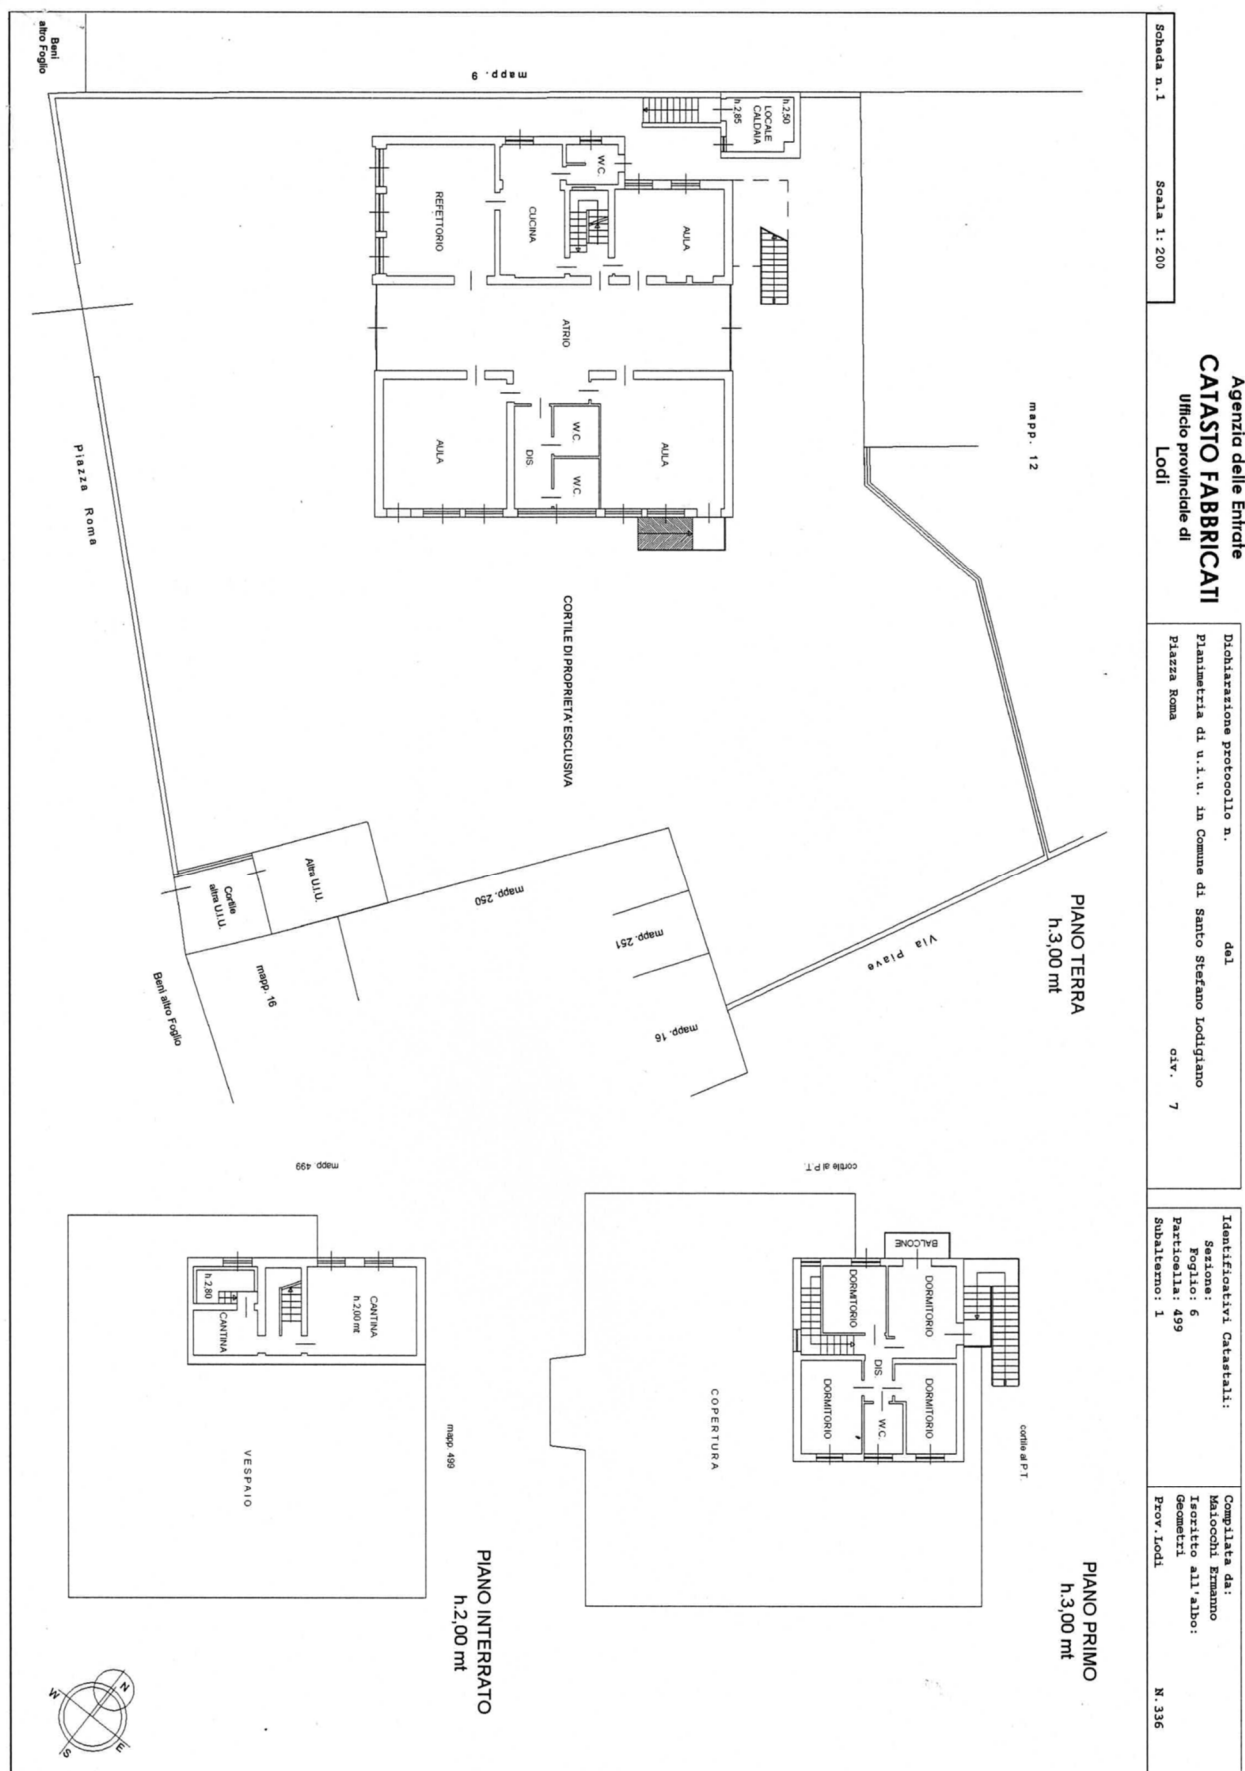 Agenzia delle Entrate
CATASTO FABBRICATI
Ufficio provinciale di
Lodi
Dichiarazione protocollo n. del
Planimetria di u.i.u. in Comune di Santo Stefano Lodigiano
Piazza Roma civ. 7
Identificativi Catastali:
Sezione:
Foglio: 6
Particella: 499
Subalterno: 1
Compilata da:
Maiocchi Ermanno
Iscritto all'albo:
Geometri
Prov. Lodi N. 336
Scheda n.1 Scala 1: 200
PIANO TERRA
h.3,00 mt
mapp. 9
Beni
altro Foglio
h.2,50
LOCALE
CALDAIA
h.2,85
W.C.
REFETTORIO
CUCINA
AULA
ATRIO
AULA
DIS.
W.C.
W.C.
AULA
mapp. 12
Piazza Roma
CORTILE DI PROPRIETA' ESCLUSIVA
Altra U.I.U.
Cortile
altra U.I.U.
mapp. 250
mapp. 251
mapp. 16
Via Piave
mapp. 16
Beni altro Foglio
PIANO PRIMO
h.3,00 mt
cortile al P.T.
BALCONE
DORMITORIO
DORMITORIO
DIS.
DORMITORIO
W.C.
DORMITORIO
COPERTURA
cortile al P.T.
PIANO INTERRATO
h.2,00 mt
mapp. 499
h.2,80
CANTINA
CANTINA
h.2,00 mt
mapp. 499
VESPAIO
N
W
E
S